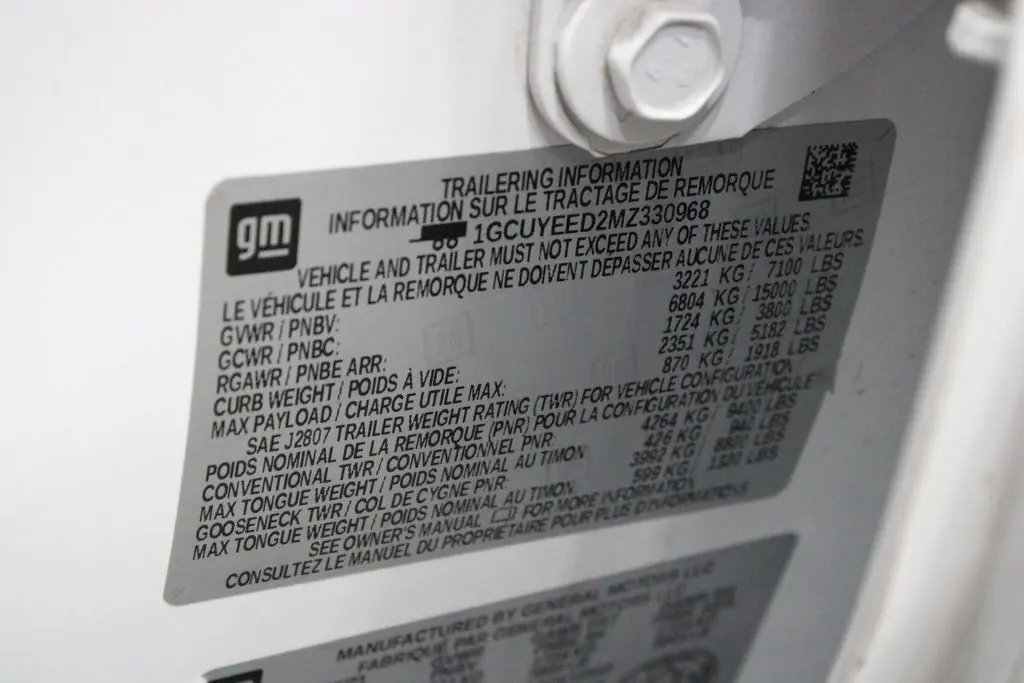 gm
TRAILERING INFORMATION
INFORMATION SUR LE TRACTAGE DE REMORQUE
1GCUYEED2MZ330968
VEHICLE AND TRAILER MUST NOT EXCEED ANY OF THESE VALUES.
LE VÉHICULE ET LA REMORQUE NE DOIVENT DÉPASSER AUCUNE DE CES VALEURS.
GVWR / PNBV: 3221 KG / 7100 LBS
GCWR / PNBC: 6804 KG / 15000 LBS
RGAWR / PNBE ARR: 1724 KG / 3800 LBS
CURB WEIGHT / POIDS À VIDE: 2351 KG / 5182 LBS
MAX PAYLOAD / CHARGE UTILE MAX: 870 KG / 1918 LBS
SAE J2807 TRAILER WEIGHT RATING (TWR) FOR VEHICLE CONFIGURATION
POIDS NOMINAL DE LA REMORQUE (PNR) POUR LA CONFIGURATION DU VÉHICULE
CONVENTIONAL TWR / CONVENTIONNEL PNR: 4264 KG / 9400 LBS
MAX TONGUE WEIGHT / POIDS NOMINAL AU TIMON: 426 KG / 940 LBS
GOOSENECK TWR / COL DE CYGNE PNR: 3992 KG / 8800 LBS
MAX TONGUE WEIGHT / POIDS NOMINAL AU TIMON: 599 KG / 1320 LBS
SEE OWNER'S MANUAL FOR MORE INFORMATION
CONSULTEZ LE MANUEL DU PROPRIÉTAIRE POUR PLUS D'INFORMATIONS
MANUFACTURED BY GENERAL MOTORS LLC
FABRIQUÉ PAR GENERAL MOTORS LLC